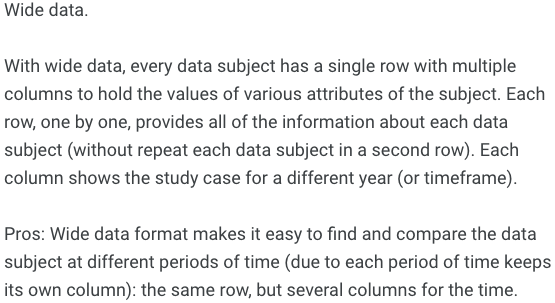 Wide data.
With wide data, every data subject has a single row with multiple
columns to hold the values of various attributes of the subject. Each
row, one by one, provides all of the information about each data
subject (without repeat each data subject in a second row). Each
column shows the study case for a different year (or timeframe).
Pros: Wide data format makes it easy to find and compare the data
subject at different periods of time (due to each period of time keeps
its own column): the same row, but several columns for the time.